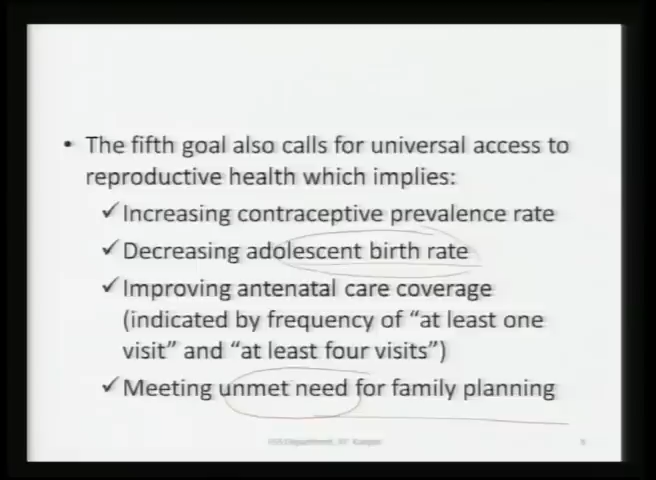 • The fifth goal also calls for universal access to
reproductive health which implies:
✓Increasing contraceptive prevalence rate
✓Decreasing adolescent birth rate
✓Improving antenatal care coverage
(indicated by frequency of “at least one
visit” and “at least four visits”)
✓Meeting unmet need for family planning